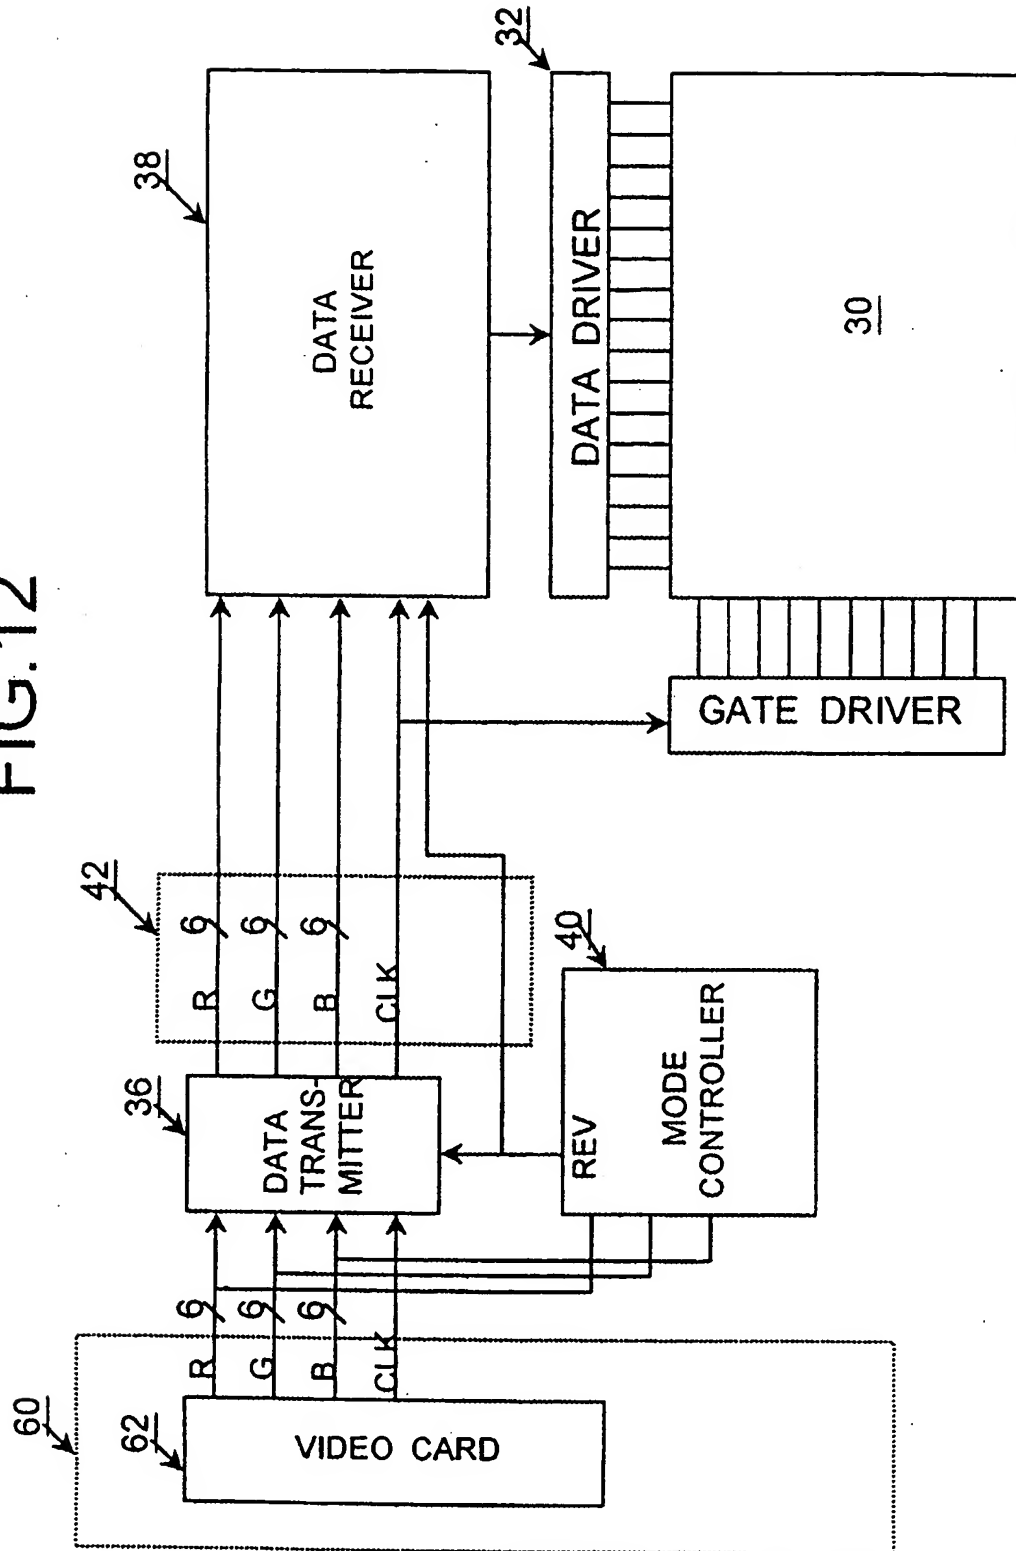 FIG.12
60
62
VIDEO CARD
R
6
G
6
B
6
CLK
36
DATA
TRANS-
MITTER
42
R
6
G
6
B
6
CLK
40
REV
MODE
CONTROLLER
38
DATA
RECEIVER
32
DATA DRIVER
30
GATE DRIVER